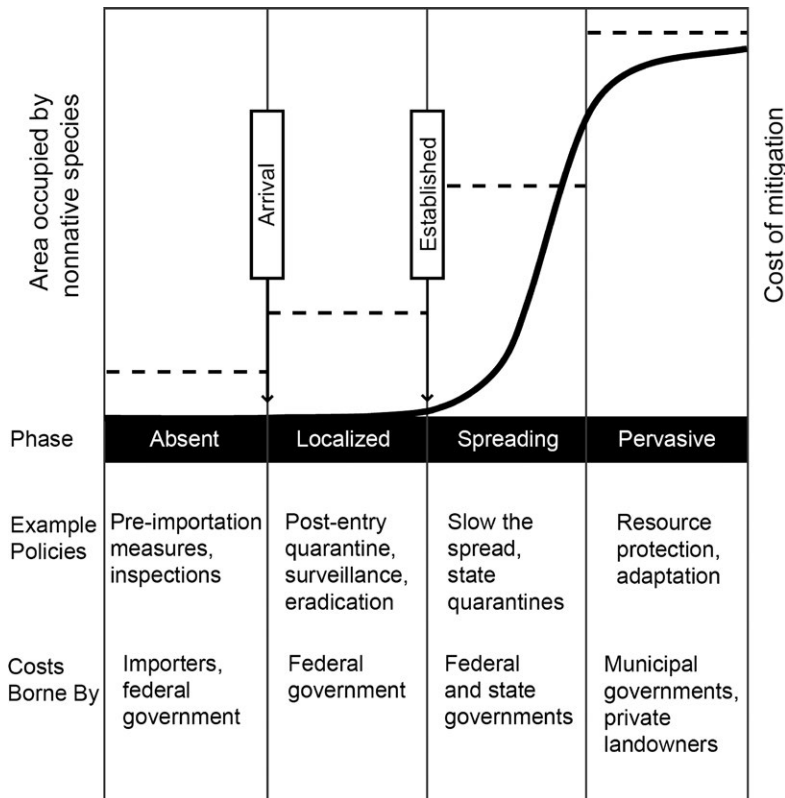 Area occupied by
nonnative species
Arrival
Established
Cost of mitigation
Phase
Absent
Localized
Spreading
Pervasive
Example
Policies
Pre-importation
measures,
inspections
Post-entry
quarantine,
surveillance,
eradication
Slow the
spread,
state
quarantines
Resource
protection,
adaptation
Costs
Borne By
Importers,
federal
government
Federal
government
Federal
and state
governments
Municipal
governments,
private
landowners